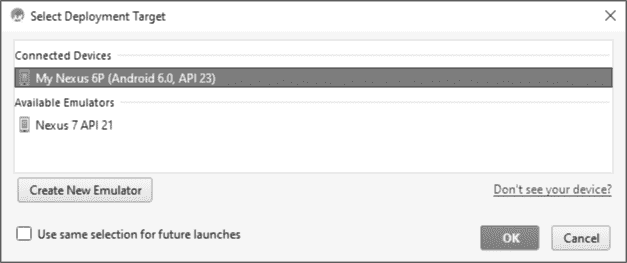 Select Deployment Target
Connected Devices
My Nexus 6P (Android 6.0, API 23)
Available Emulators
Nexus 7 API 21
Create New Emulator
Don't see your device?
Use same selection for future launches
OK
Cancel